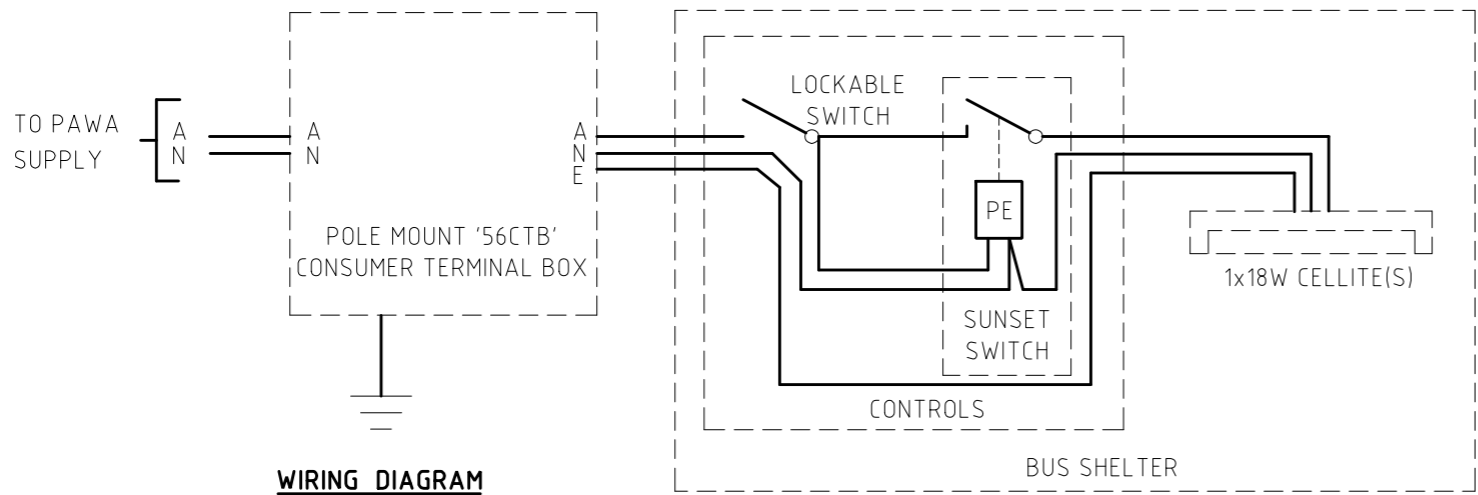 TO PAWA
SUPPLY
A
N
A
N
POLE MOUNT '56CTB'
CONSUMER TERMINAL BOX
A
N
E
LOCKABLE
SWITCH
PE
SUNSET
SWITCH
CONTROLS
1x18W CELLITE(S)
BUS SHELTER
WIRING DIAGRAM